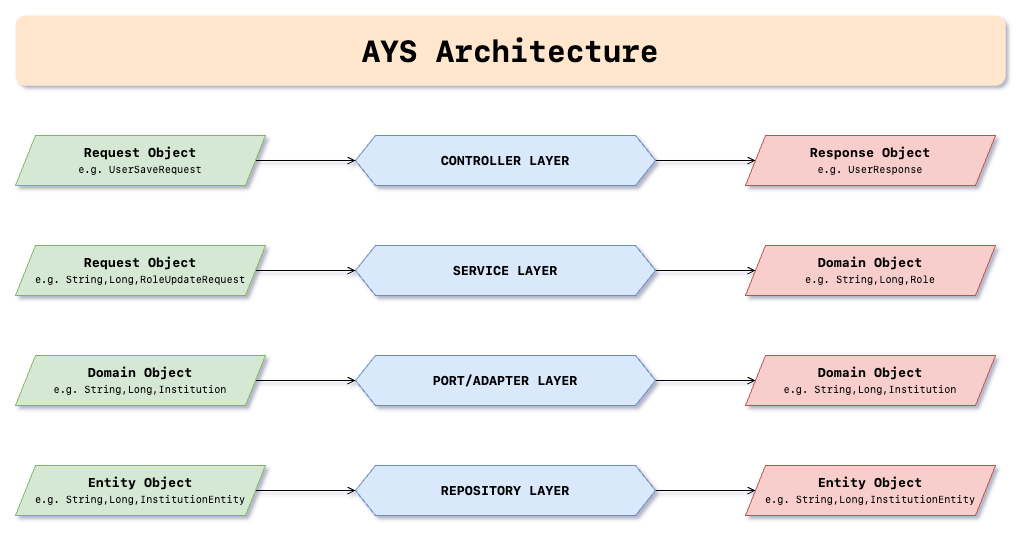 AYS Architecture
Request Object
e.g. UserSaveRequest
CONTROLLER LAYER
Response Object
e.g. UserResponse
Request Object
e.g. String,Long,RoleUpdateRequest
SERVICE LAYER
Domain Object
e.g. String,Long,Role
Domain Object
e.g. String,Long,Institution
PORT/ADAPTER LAYER
Domain Object
e.g. String,Long,Institution
Entity Object
e.g. String,Long,InstitutionEntity
REPOSITORY LAYER
Entity Object
e.g. String,Long,InstitutionEntity